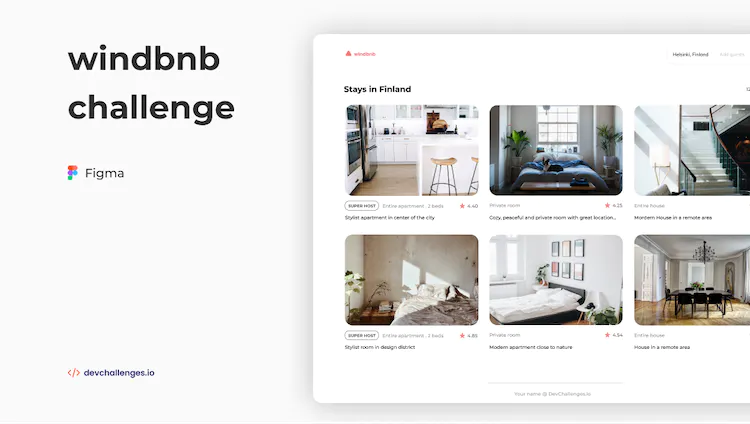 windbnb
challenge
Figma
devchallenges.io
windbnb
Helsinki, Finland
Add guests
Stays in Finland
SUPER HOST Entire apartment . 2 beds 4.40
Stylist apartment in center of the city
Private room 4.25
Cozy, peaceful and private room with great location...
Entire house
Mordern House in a remote area
SUPER HOST Entire apartment . 2 beds 4.85
Stylist room in design district
Private room 4.54
Modern apartment close to nature
Entire house
House in a remote area
Your name @ DevChallenges.io